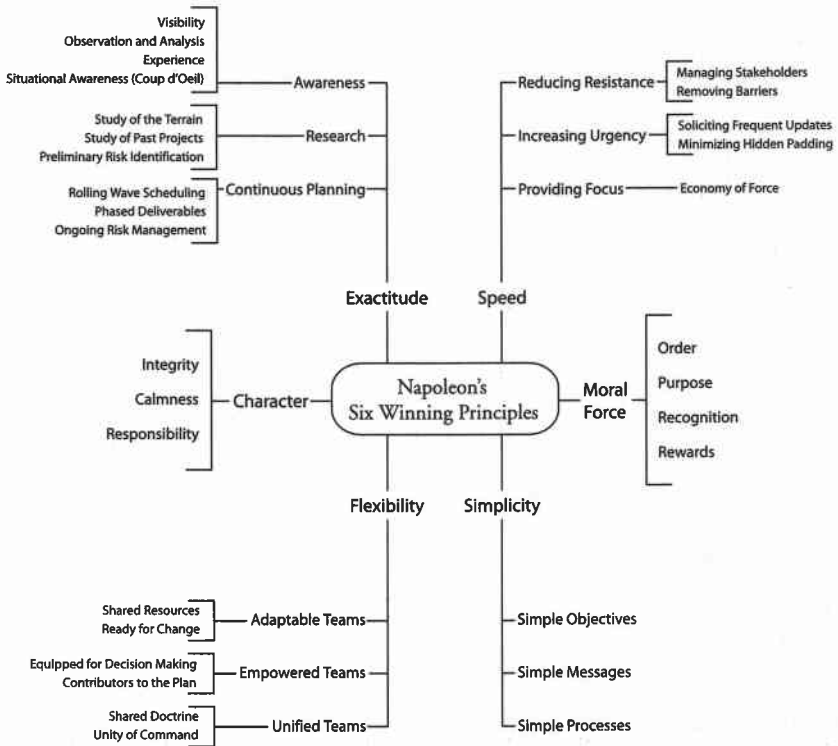 Visibility
Observation and Analysis
Experience
Situational Awareness (Coup d'Oeil)
Awareness
Study of the Terrain
Study of Past Projects
Preliminary Risk Identification
Research
Rolling Wave Scheduling
Phased Deliverables
Ongoing Risk Management
Continuous Planning
Exactitude
Reducing Resistance
Managing Stakeholders
Removing Barriers
Increasing Urgency
Soliciting Frequent Updates
Minimizing Hidden Padding
Providing Focus
Economy of Force
Speed
Integrity
Calmness
Responsibility
Character
Napoleon's
Six Winning Principles
Moral
Force
Order
Purpose
Recognition
Rewards
Flexibility
Shared Resources
Ready for Change
Adaptable Teams
Equipped for Decision Making
Contributors to the Plan
Empowered Teams
Shared Doctrine
Unity of Command
Unified Teams
Simplicity
Simple Objectives
Simple Messages
Simple Processes